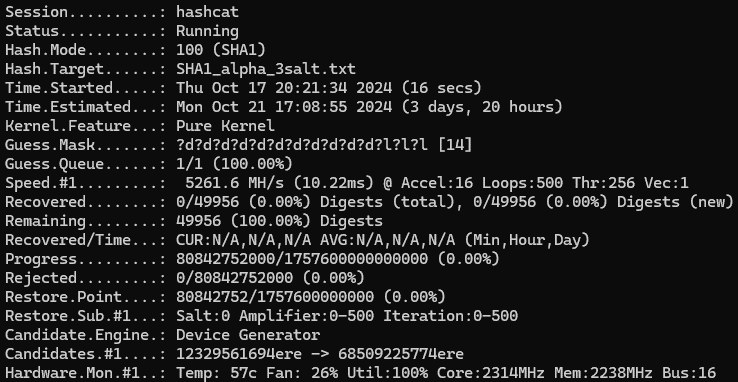 Session..........: hashcat
Status...........: Running
Hash.Mode........: 100 (SHA1)
Hash.Target......: SHA1_alpha_3salt.txt
Time.Started.....: Thu Oct 17 20:21:34 2024 (16 secs)
Time.Estimated...: Mon Oct 21 17:08:55 2024 (3 days, 20 hours)
Kernel.Feature...: Pure Kernel
Guess.Mask.......: ?d?d?d?d?d?d?d?d?d?d?d?l?l?l [14]
Guess.Queue......: 1/1 (100.00%)
Speed.#1.........:  5261.6 MH/s (10.22ms) @ Accel:16 Loops:500 Thr:256 Vec:1
Recovered........: 0/49956 (0.00%) Digests (total), 0/49956 (0.00%) Digests (new)
Remaining........: 49956 (100.00%) Digests
Recovered/Time...: CUR:N/A,N/A,N/A AVG:N/A,N/A,N/A (Min,Hour,Day)
Progress.........: 80842752000/1757600000000000 (0.00%)
Rejected.........: 0/80842752000 (0.00%)
Restore.Point....: 80842752/1757600000000 (0.00%)
Restore.Sub.#1...: Salt:0 Amplifier:0-500 Iteration:0-500
Candidate.Engine.: Device Generator
Candidates.#1....: 12329561694ere -> 68509225774ere
Hardware.Mon.#1..: Temp: 57c Fan: 26% Util:100% Core:2314MHz Mem:2238MHz Bus:16